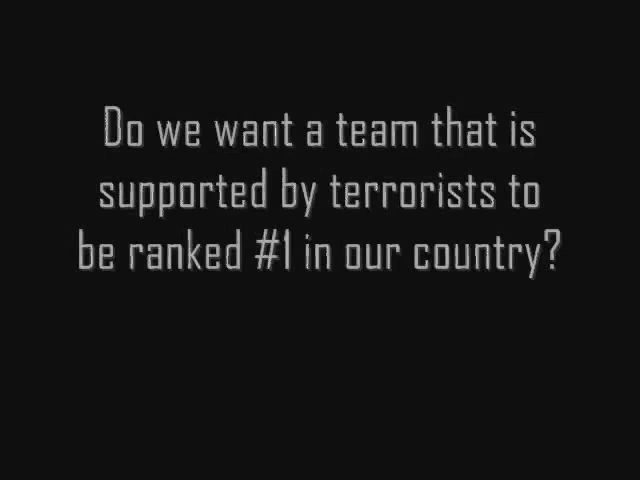 Do we want a team that is
supported by terrorists to
be ranked #1 in our country?